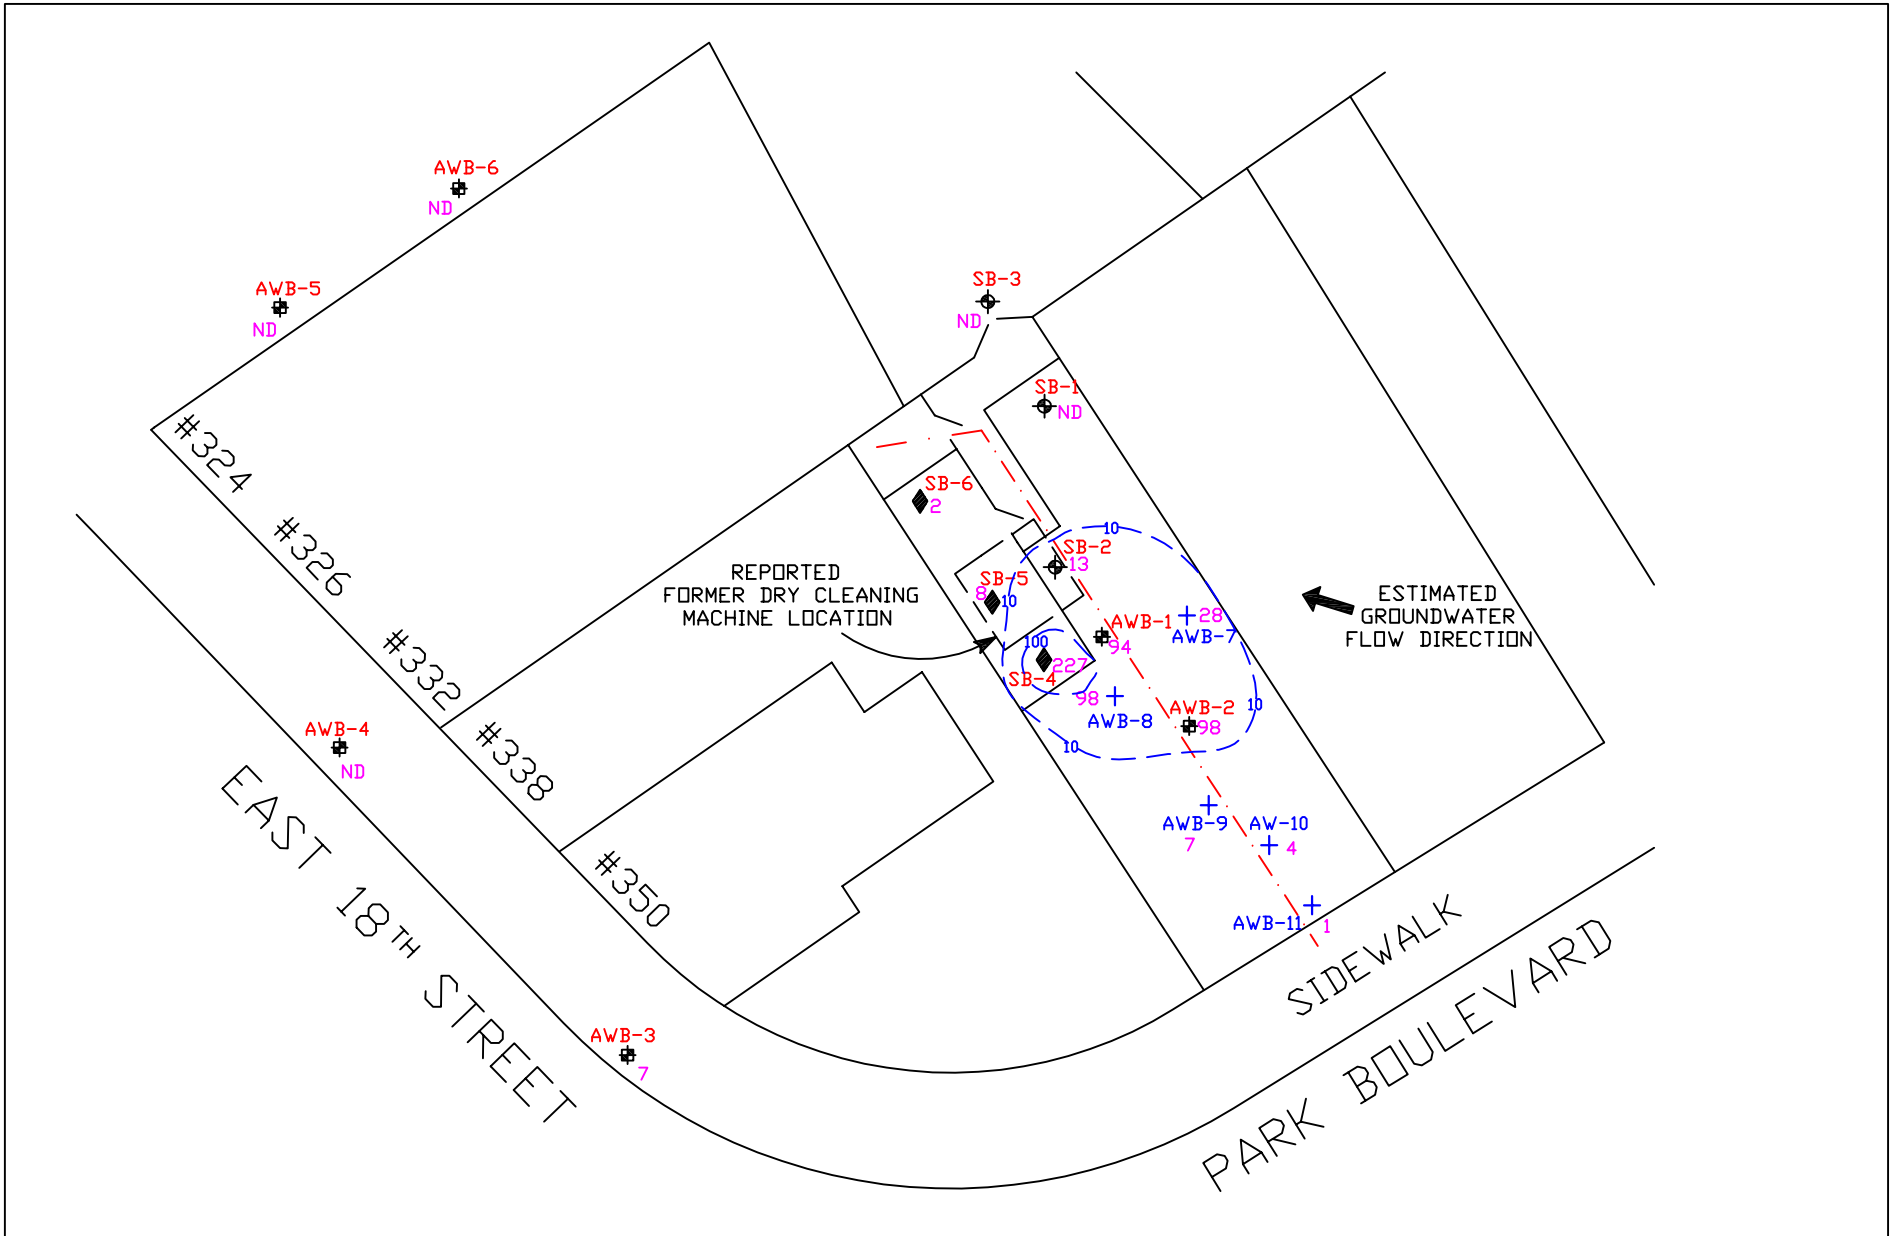 AWB-6
ND
AWB-5
ND
SB-3
ND
SB-1
ND
#324
#326
#332
#338
#350
SB-6
2
10
SB-2
13
SB-5
8
10
REPORTED
FORMER DRY CLEANING
MACHINE LOCATION
ESTIMATED
GROUNDWATER
FLOW DIRECTION
AWB-1
94
28
AWB-7
100
227
SB-4
98
AWB-8
AWB-2
98
10
10
AWB-4
ND
AWB-9
7
AW-10
4
AWB-11
1
EAST 18TH STREET
SIDEWALK
PARK BOULEVARD
AWB-3
7